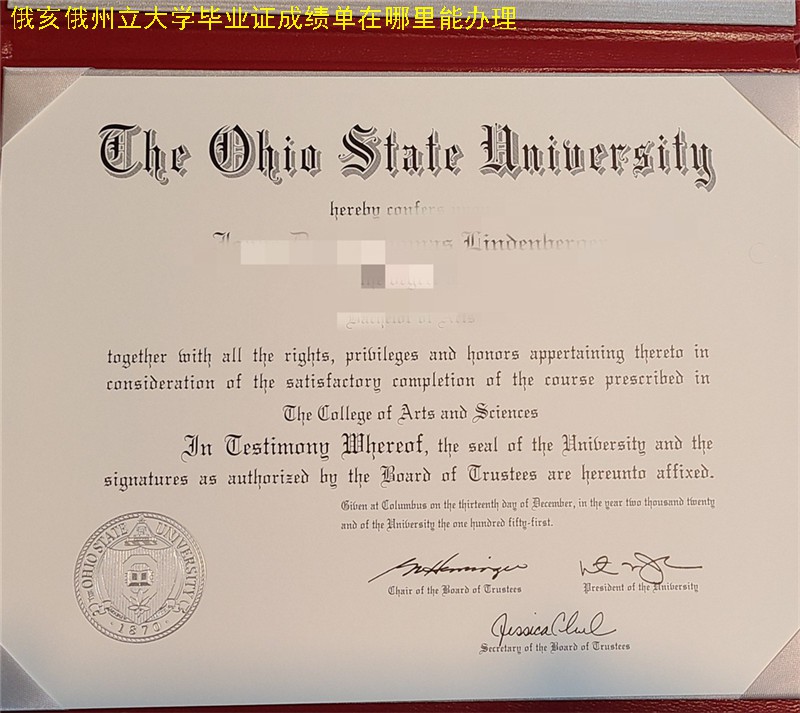 俄亥俄州立大学毕业证成绩单在哪里能办理
The Ohio State University
hereby confers
Lindenberger
together with all the rights, privileges and honors appertaining thereto in
consideration of the satisfactory completion of the course prescribed in
The College of Arts and Sciences
In Testimony Whereof, the seal of the University and the
signatures as authorized by the Board of Trustees are hereunto affixed.
Given at Columbus on the thirteenth day of December, in the year two thousand twenty
and of the University the one hundred fifty-first.
THE OHIO STATE UNIVERSITY
1870
Chair of the Board of Trustees
President of the University
Jessica
Secretary of the Board of Trustees